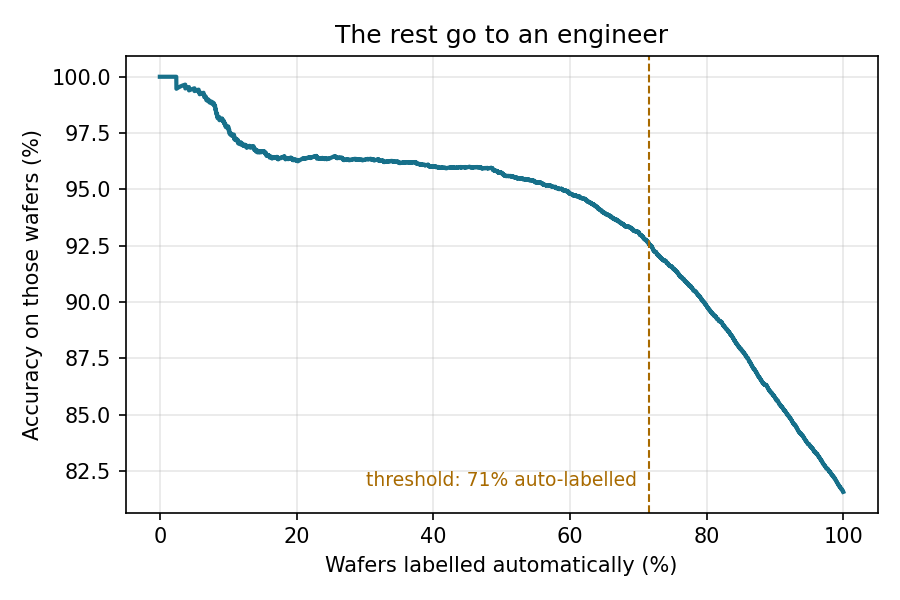 The rest go to an engineer
Accuracy on those wafers (%)
100.0
97.5
95.0
92.5
90.0
87.5
85.0
82.5
threshold: 71% auto-labelled
0 20 40 60 80 100
Wafers labelled automatically (%)